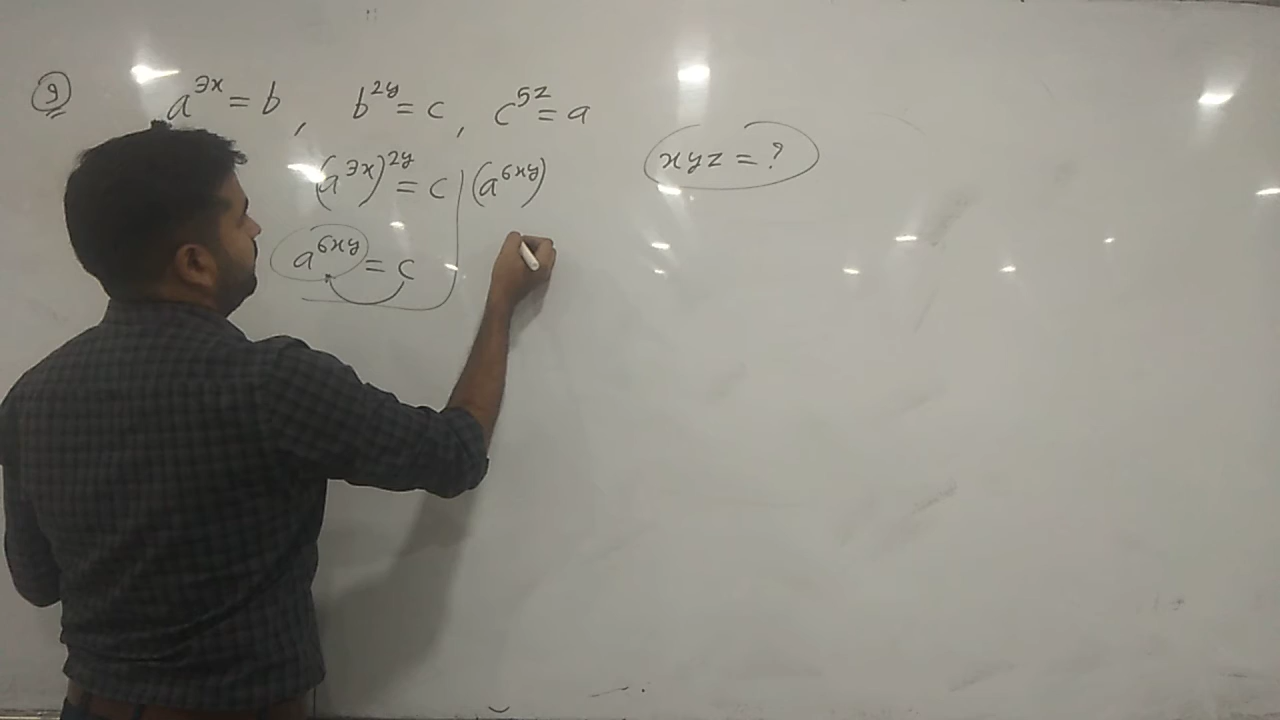 9 a^3x = b, b^2y = c, c^5z = a
xyz = ?
(a^3x)^2y = c (a^6xy)
a^6xy = c